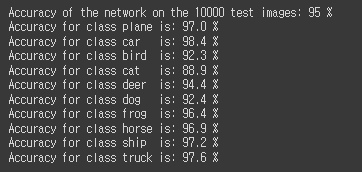 Accuracy of the network on the 10000 test images: 95 %
Accuracy for class plane is: 97.0 %
Accuracy for class car   is: 98.4 %
Accuracy for class bird  is: 92.3 %
Accuracy for class cat   is: 88.9 %
Accuracy for class deer  is: 94.4 %
Accuracy for class dog   is: 92.4 %
Accuracy for class frog  is: 96.4 %
Accuracy for class horse is: 96.9 %
Accuracy for class ship  is: 97.2 %
Accuracy for class truck is: 97.6 %